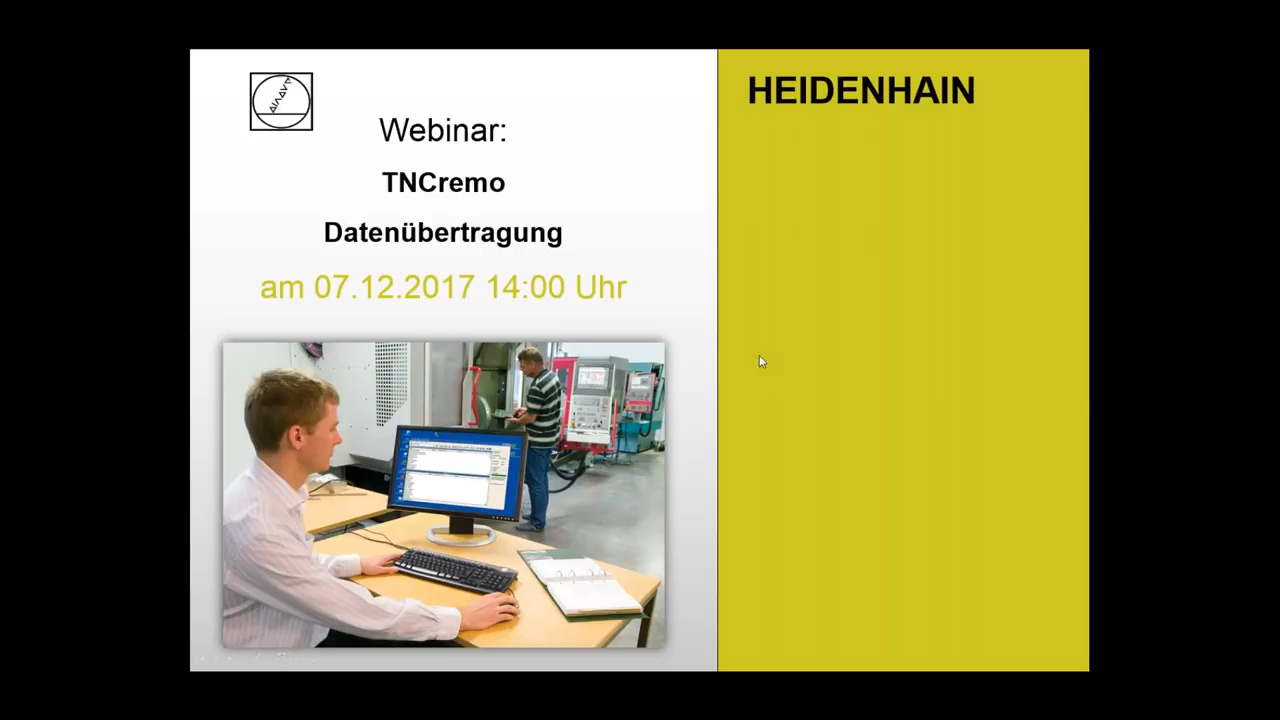 Webinar:
TNCremo
Datenübertragung
am 07.12.2017 14:00 Uhr
HEIDENHAIN